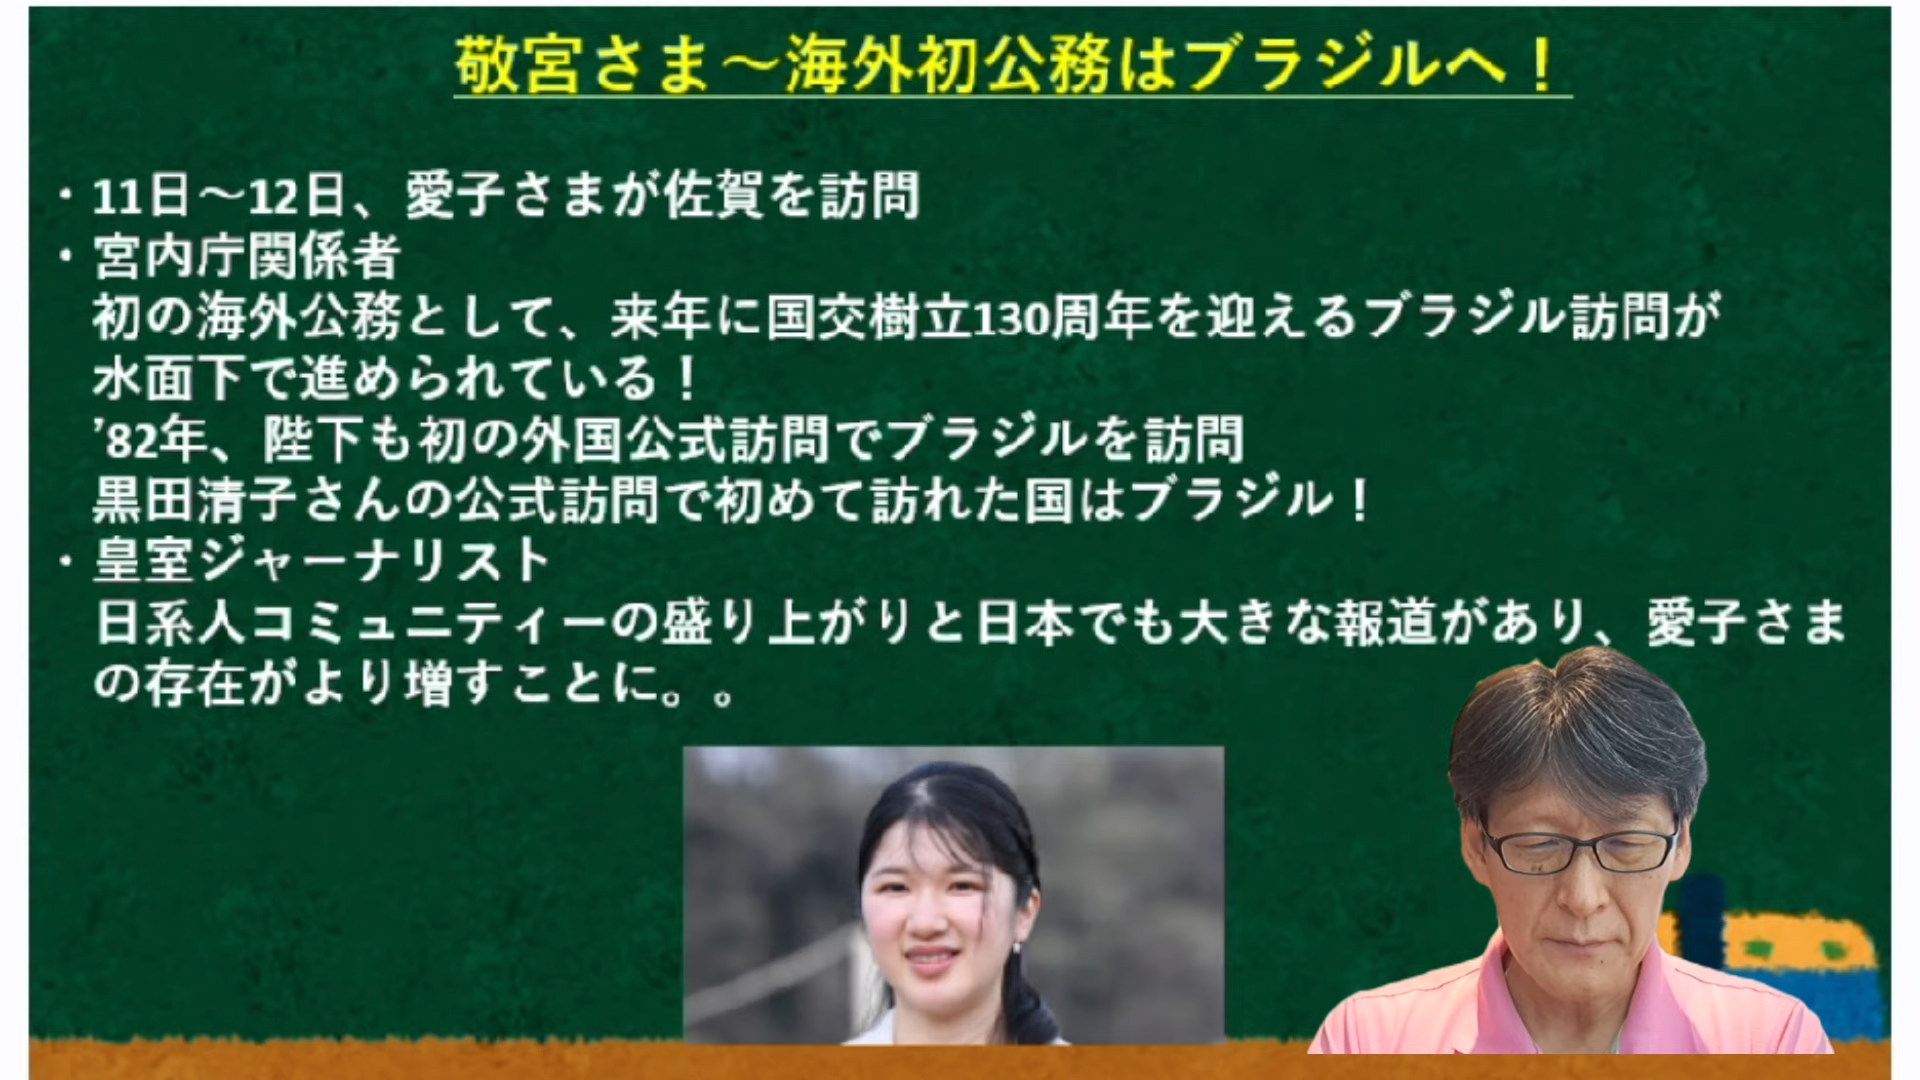 敬宮さま～海外初公務はブラジルへ！
・11日～12日、愛子さまが佐賀を訪問
・宮内庁関係者
初の海外公務として、来年に国交樹立130周年を迎えるブラジル訪問が
水面下で進められている！
’82年、陛下も初の外国公式訪問でブラジルを訪問
黒田清子さんの公式訪問で初めて訪れた国はブラジル！
・皇室ジャーナリスト
日系人コミュニティーの盛り上がりと日本でも大きな報道があり、愛子さま
の存在がより増すことに。。